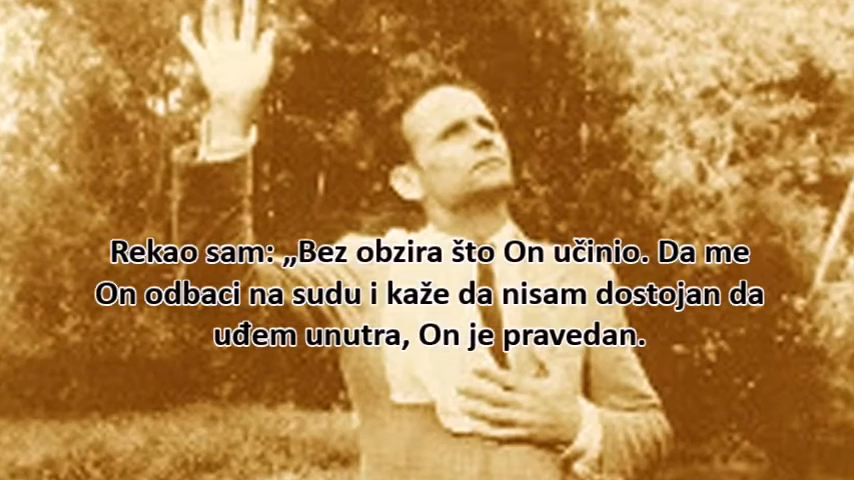 Rekao sam: „Bez obzira što On učinio. Da me
On odbaci na sudu i kaže da nisam dostojan da
uđem unutra, On je pravedan.